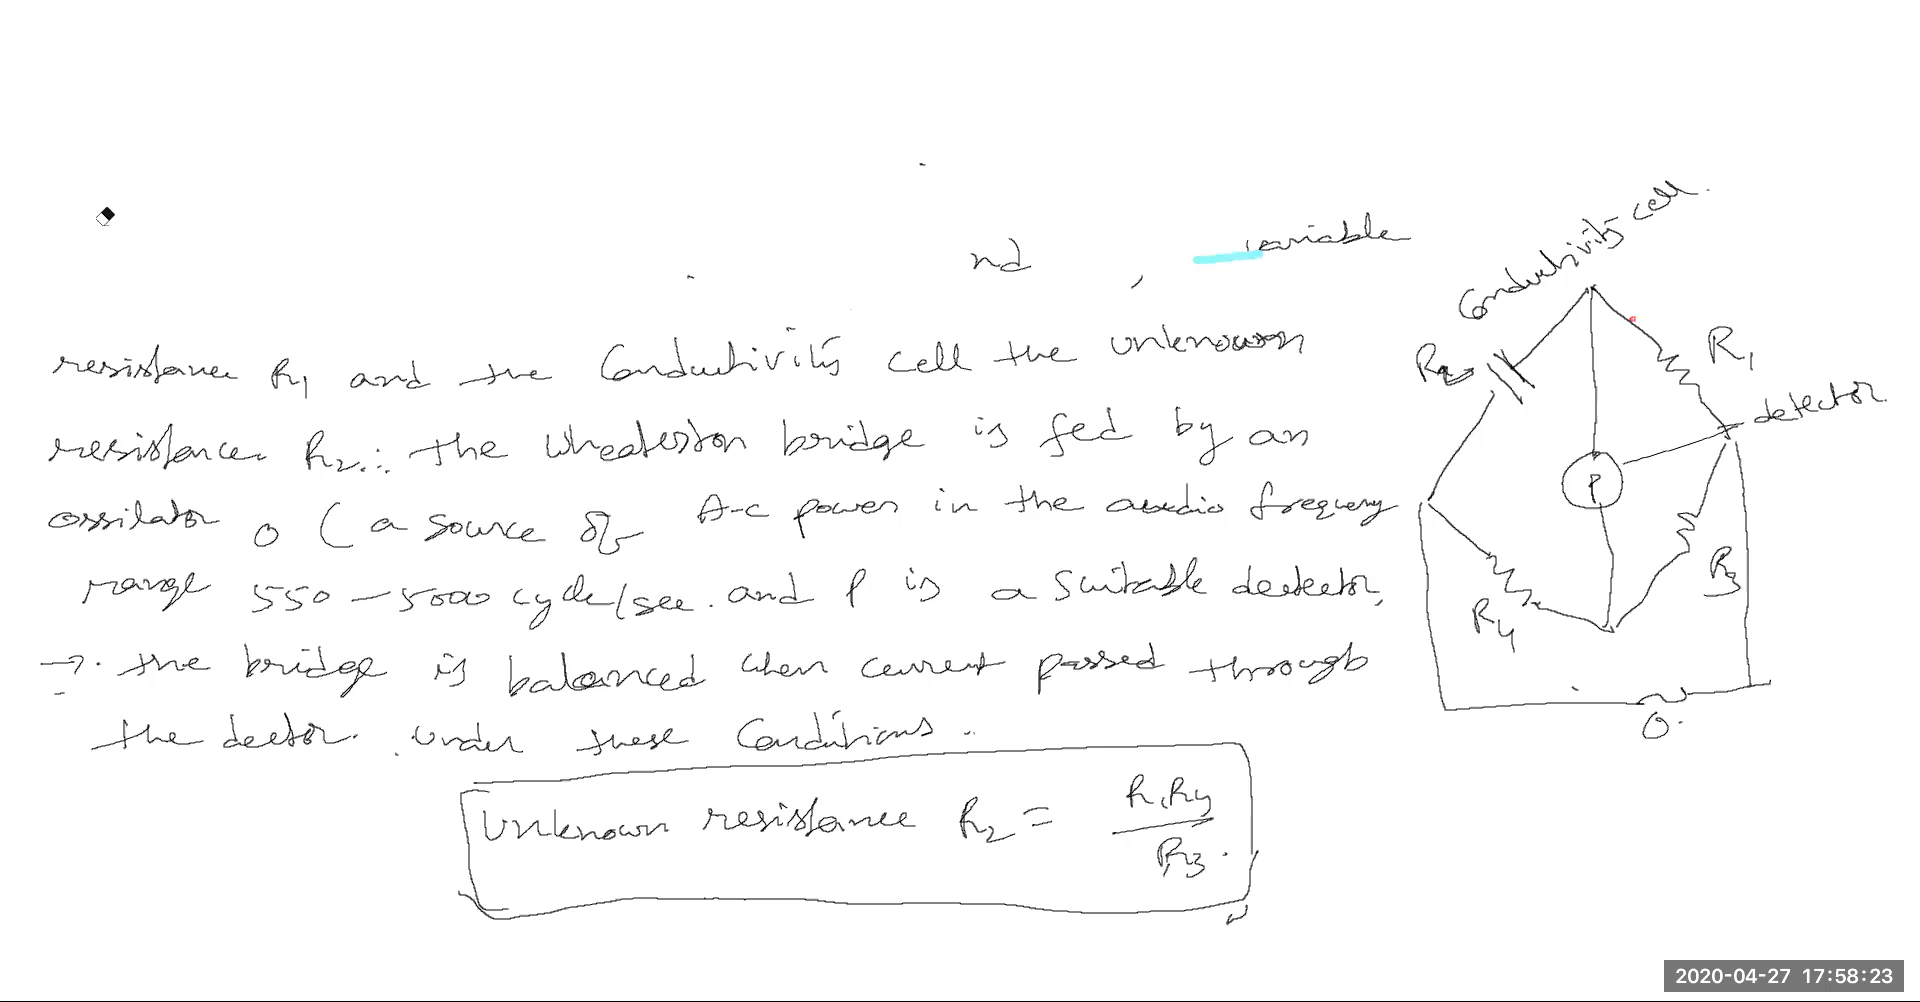 nd , variable
resistance R1 and the Conductivity cell the unknown
resistance R2 ∴ the wheateston bridge is fed by an
ossilator O ( a source of A-c power in the audio frequency
range 550 - 5000 cycle/sec. and P is a suitable detector,
→ the bridge is balanced when current passed through
the dector. under these Conditions.
Unknown resistance R2 = R1R4 / R3.
Conductivity cell.
R2
R1
detector
P
R3
R4
O.
2020-04-27 17:58:23